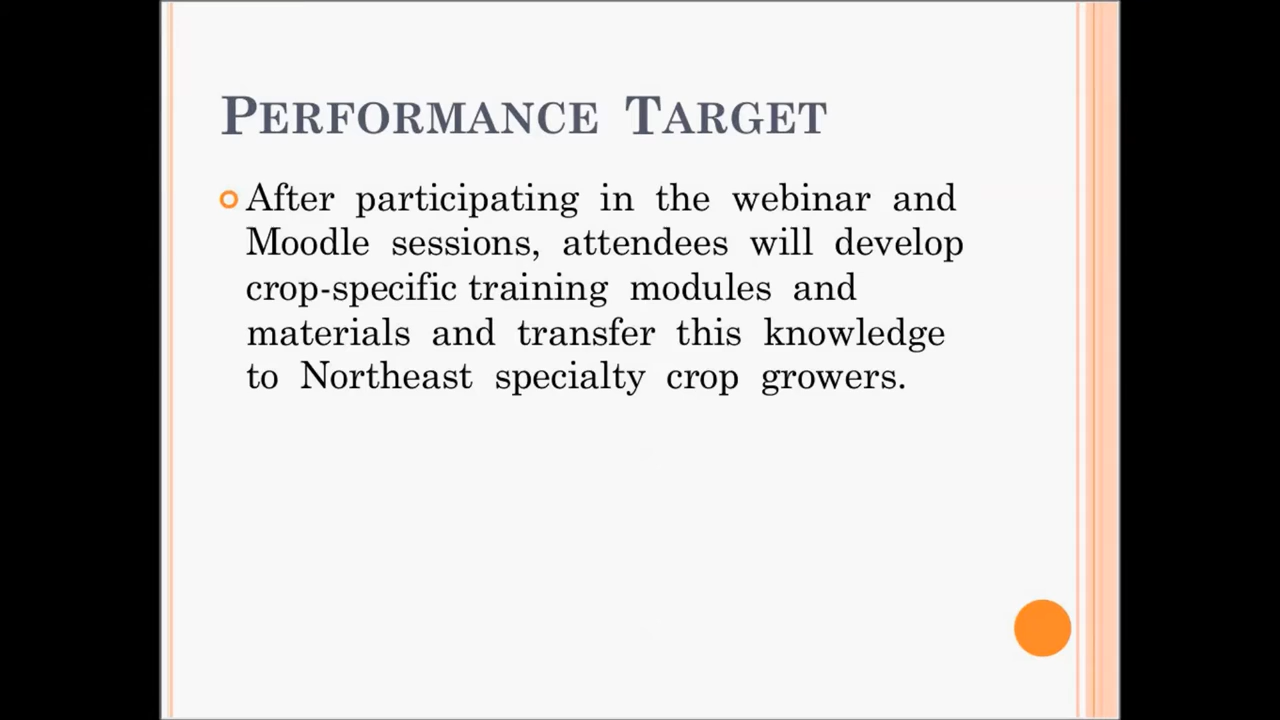 PERFORMANCE TARGET
After participating in the webinar and
Moodle sessions, attendees will develop
crop-specific training modules and
materials and transfer this knowledge
to Northeast specialty crop growers.